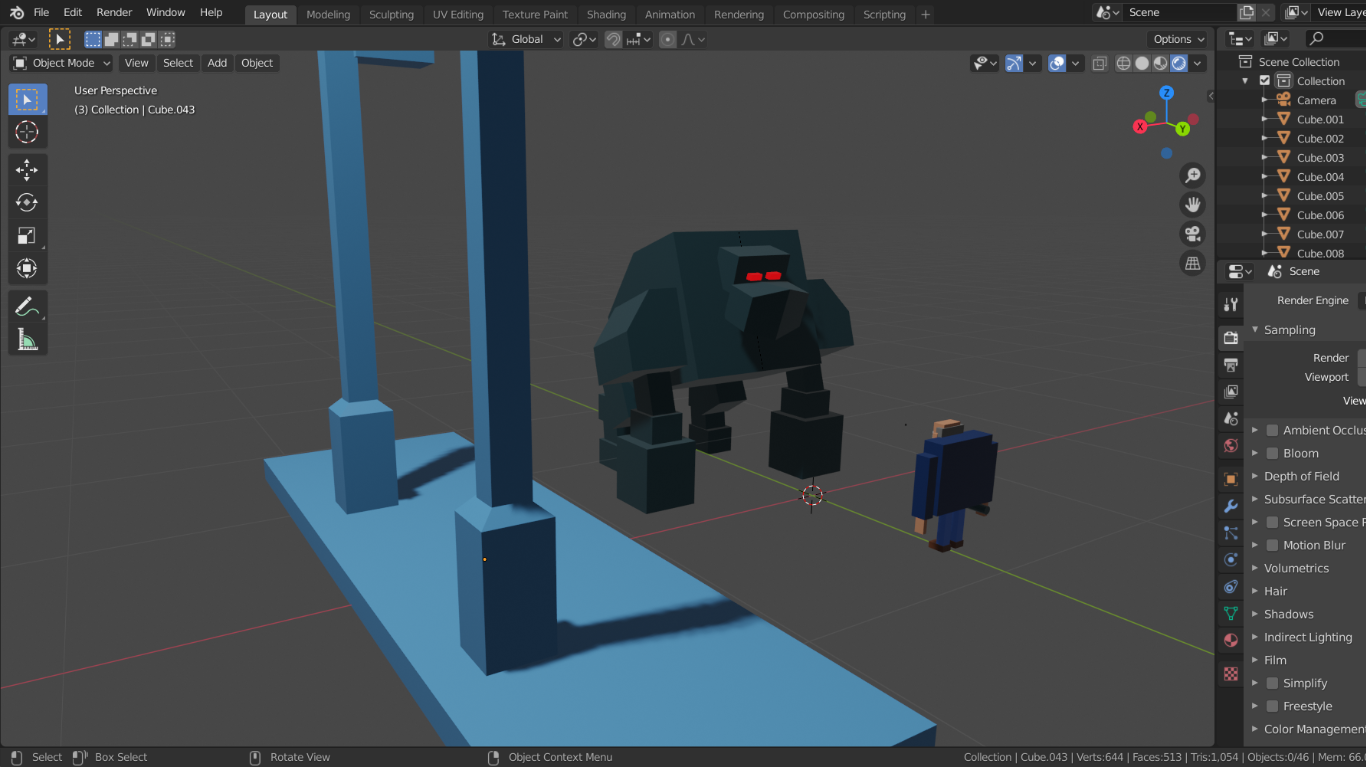 File Edit Render Window Help Layout Modeling Sculpting UV Editing Texture Paint Shading Animation Rendering Compositing Scripting + Scene View Laye
Global Options
Object Mode View Select Add Object
User Perspective
(3) Collection | Cube.043
Z
X
Y
Scene Collection
Collection
Camera
Cube.001
Cube.002
Cube.003
Cube.004
Cube.005
Cube.006
Cube.007
Cube.008
Scene
Render Engine
Sampling
Render
Viewport
View
Ambient Occlus
Bloom
Depth of Field
Subsurface Scatter
Screen Space R
Motion Blur
Volumetrics
Hair
Shadows
Indirect Lighting
Film
Simplify
Freestyle
Color Management
Select Box Select Rotate View Object Context Menu Collection | Cube.043 | Verts:644 | Faces:513 | Tris:1,054 | Objects:0/46 | Mem: 66.